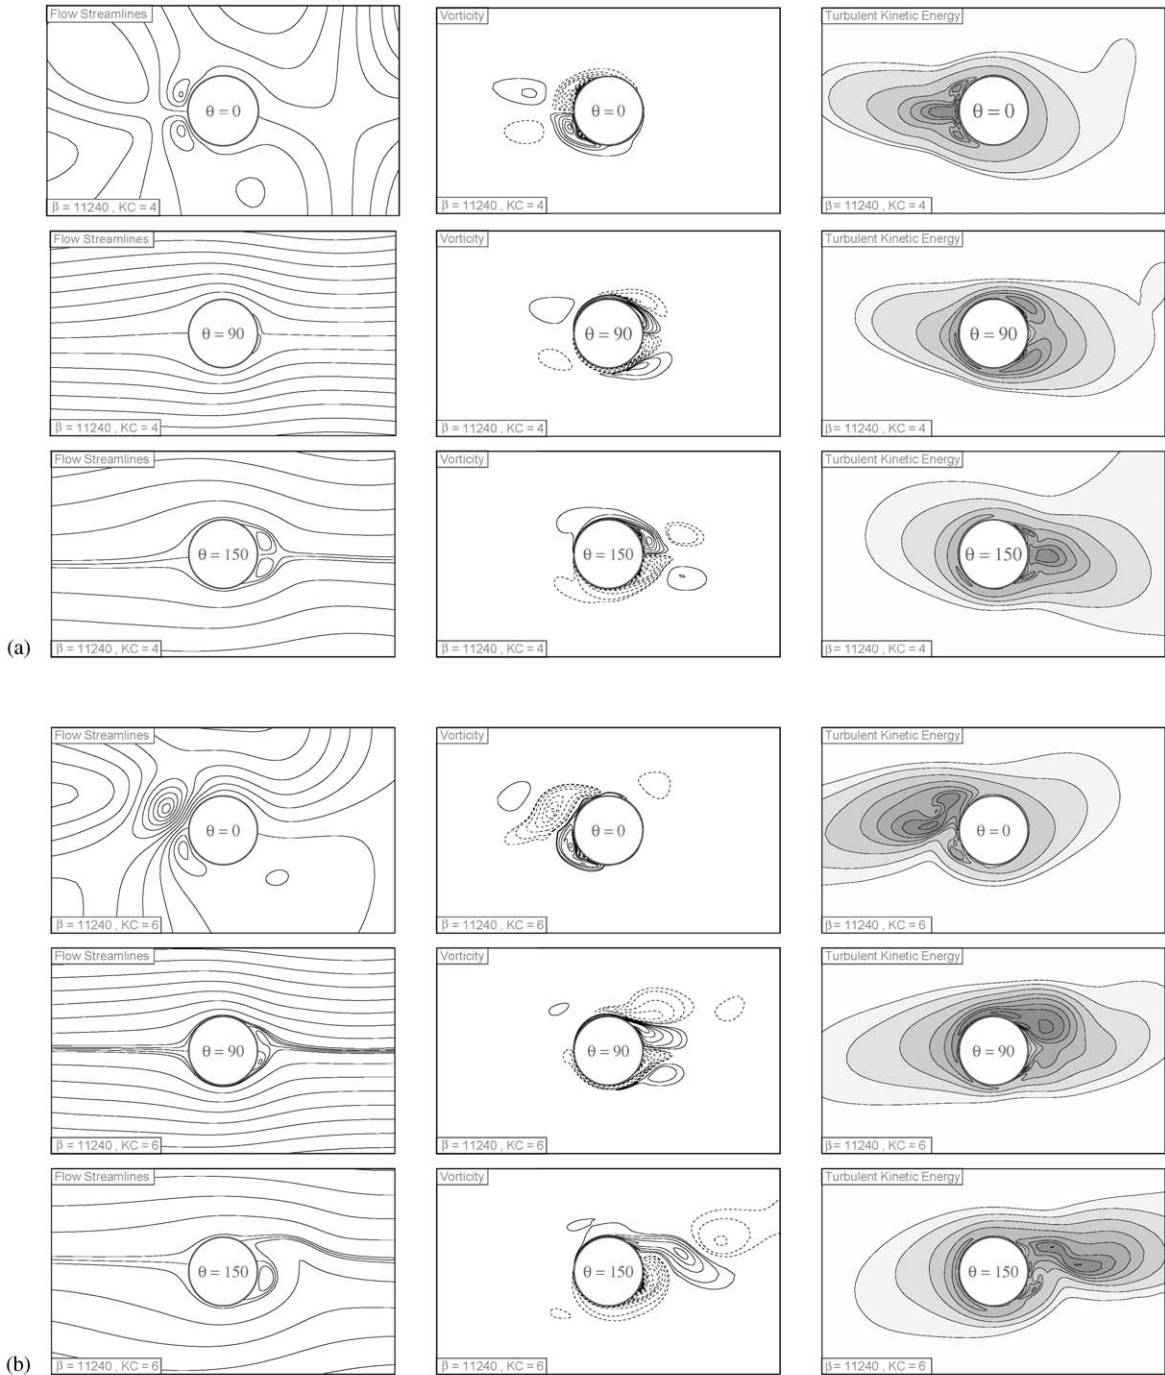 Flow Streamlines
Vorticity
Turbulent Kinetic Energy
θ = 0
θ = 0
θ = 0
β = 11240 , KC = 4
β = 11240 , KC = 4
β = 11240 , KC = 4
Flow Streamlines
Vorticity
Turbulent Kinetic Energy
θ = 90
θ = 90
θ = 90
β = 11240 , KC = 4
β = 11240 , KC = 4
β = 11240 , KC = 4
Flow Streamlines
Vorticity
Turbulent Kinetic Energy
θ = 150
θ = 150
θ = 150
(a)
β = 11240 , KC = 4
β = 11240 , KC = 4
β = 11240 , KC = 4
Flow Streamlines
Vorticity
Turbulent Kinetic Energy
θ = 0
θ = 0
θ = 0
β = 11240 , KC = 6
β = 11240 , KC = 6
β = 11240 , KC = 6
Flow Streamlines
Vorticity
Turbulent Kinetic Energy
θ = 90
θ = 90
θ = 90
β = 11240 , KC = 6
β = 11240 , KC = 6
β = 11240 , KC = 6
Flow Streamlines
Vorticity
Turbulent Kinetic Energy
θ = 150
θ = 150
θ = 150
(b)
β = 11240 , KC = 6
β = 11240 , KC = 6
β = 11240 , KC = 6